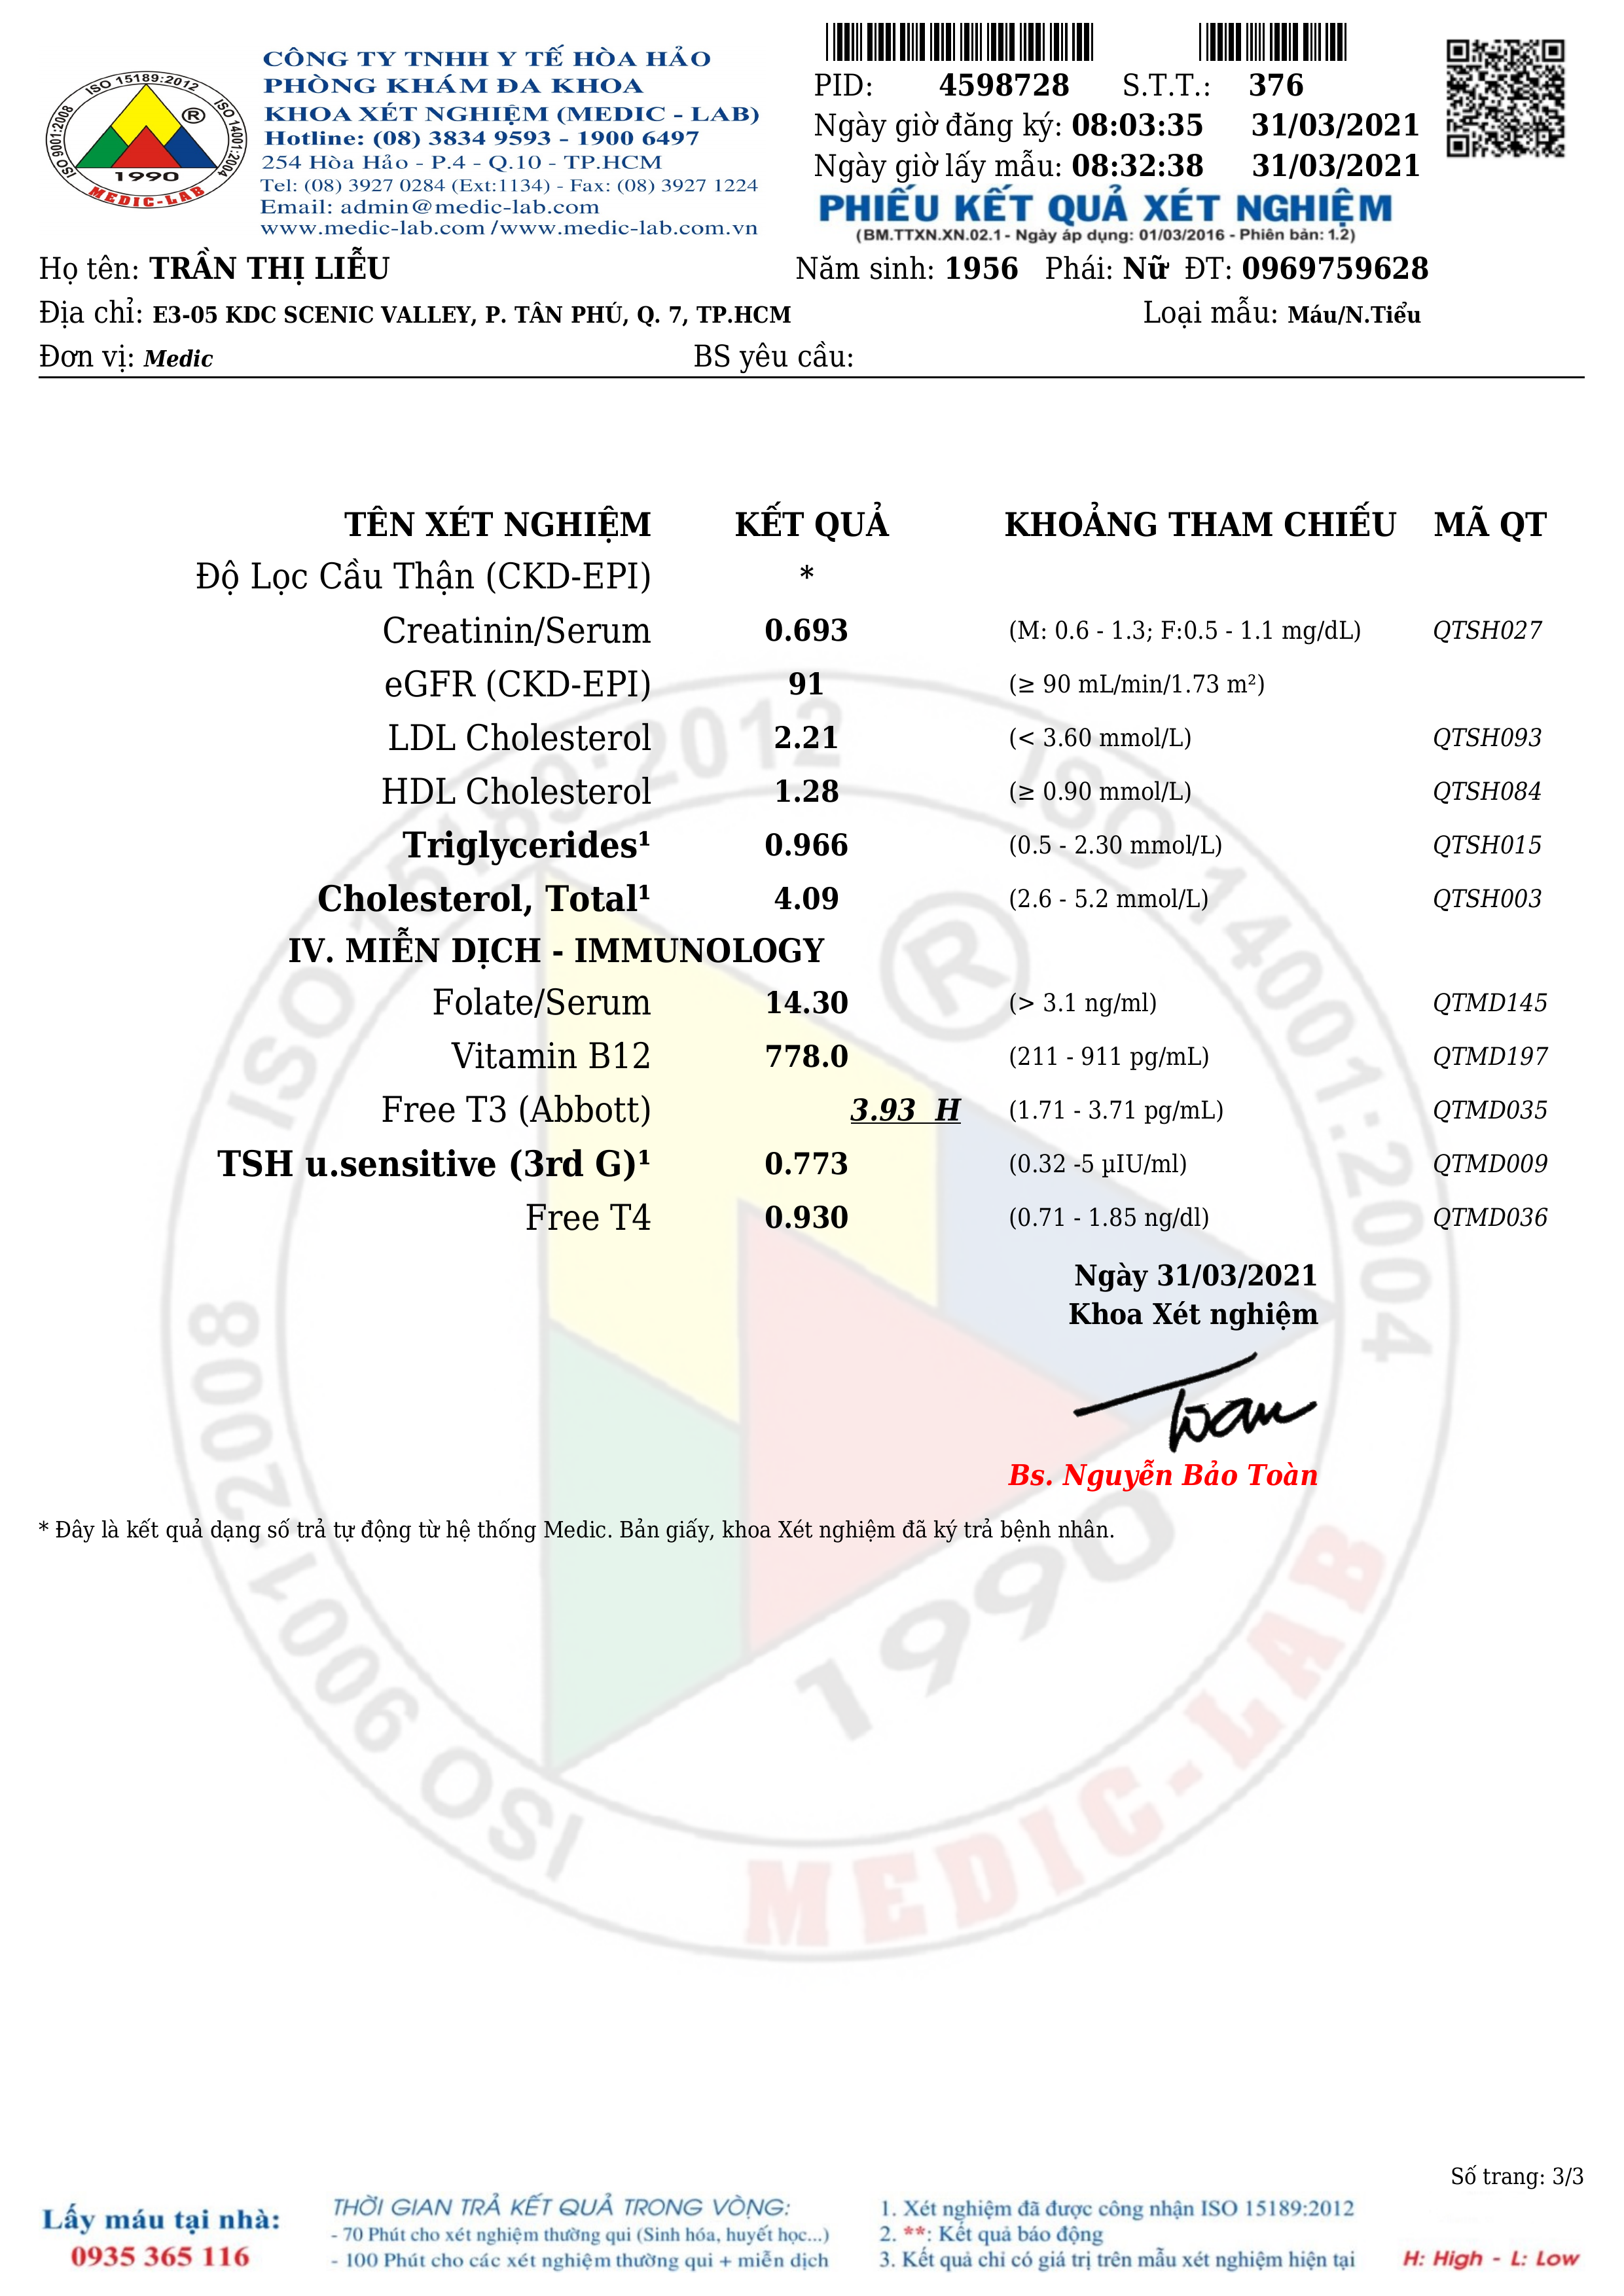 ISO 9001:2008 ISO 15189:2012 ISO 14001:2004
®
1990
MEDIC-LAB
CÔNG TY TNHH Y TẾ HÒA HẢO
PHÒNG KHÁM ĐA KHOA
KHOA XÉT NGHIỆM (MEDIC - LAB)
Hotline: (08) 3834 9593 - 1900 6497
254 Hòa Hảo - P.4 - Q.10 - TP.HCM
Tel: (08) 3927 0284 (Ext:1134) - Fax: (08) 3927 1224
Email: admin@medic-lab.com
www.medic-lab.com /www.medic-lab.com.vn
PID: 4598728 S.T.T.: 376
Ngày giờ đăng ký: 08:03:35 31/03/2021
Ngày giờ lấy mẫu: 08:32:38 31/03/2021
PHIẾU KẾT QUẢ XÉT NGHIỆM
(BM.TTXN.XN.02.1 - Ngày áp dụng: 01/03/2016 - Phiên bản: 1.2)
Họ tên: TRẦN THỊ LIỄU Năm sinh: 1956 Phái: Nữ ĐT: 0969759628
Địa chỉ: E3-05 KDC SCENIC VALLEY, P. TÂN PHÚ, Q. 7, TP.HCM Loại mẫu: Máu/N.Tiểu
Đơn vị: Medic BS yêu cầu:
TÊN XÉT NGHIỆM KẾT QUẢ KHOẢNG THAM CHIẾU MÃ QT
Độ Lọc Cầu Thận (CKD-EPI) *
Creatinin/Serum 0.693 (M: 0.6 - 1.3; F:0.5 - 1.1 mg/dL) QTSH027
eGFR (CKD-EPI) 91 (≥ 90 mL/min/1.73 m²)
LDL Cholesterol 2.21 (< 3.60 mmol/L) QTSH093
HDL Cholesterol 1.28 (≥ 0.90 mmol/L) QTSH084
Triglycerides¹ 0.966 (0.5 - 2.30 mmol/L) QTSH015
Cholesterol, Total¹ 4.09 (2.6 - 5.2 mmol/L) QTSH003
IV. MIỄN DỊCH - IMMUNOLOGY
Folate/Serum 14.30 (> 3.1 ng/ml) QTMD145
Vitamin B12 778.0 (211 - 911 pg/mL) QTMD197
Free T3 (Abbott) 3.93 H (1.71 - 3.71 pg/mL) QTMD035
TSH u.sensitive (3rd G)¹ 0.773 (0.32 -5 µIU/ml) QTMD009
Free T4 0.930 (0.71 - 1.85 ng/dl) QTMD036
Ngày 31/03/2021
Khoa Xét nghiệm
Toàn
Bs. Nguyễn Bảo Toàn
* Đây là kết quả dạng số trả tự động từ hệ thống Medic. Bản giấy, khoa Xét nghiệm đã ký trả bệnh nhân.
ISO 9001:2008 ISO 15189:2012 ISO 14001:2004
®
1990
MEDIC-LAB
Số trang: 3/3
Lấy máu tại nhà:
0935 365 116
THỜI GIAN TRẢ KẾT QUẢ TRONG VÒNG:
- 70 Phút cho xét nghiệm thường qui (Sinh hóa, huyết học...)
- 100 Phút cho các xét nghiệm thường qui + miễn dịch
1. Xét nghiệm đã được công nhận ISO 15189:2012
2. **: Kết quả báo động
3. Kết quả chỉ có giá trị trên mẫu xét nghiệm hiện tại
H: High - L: Low